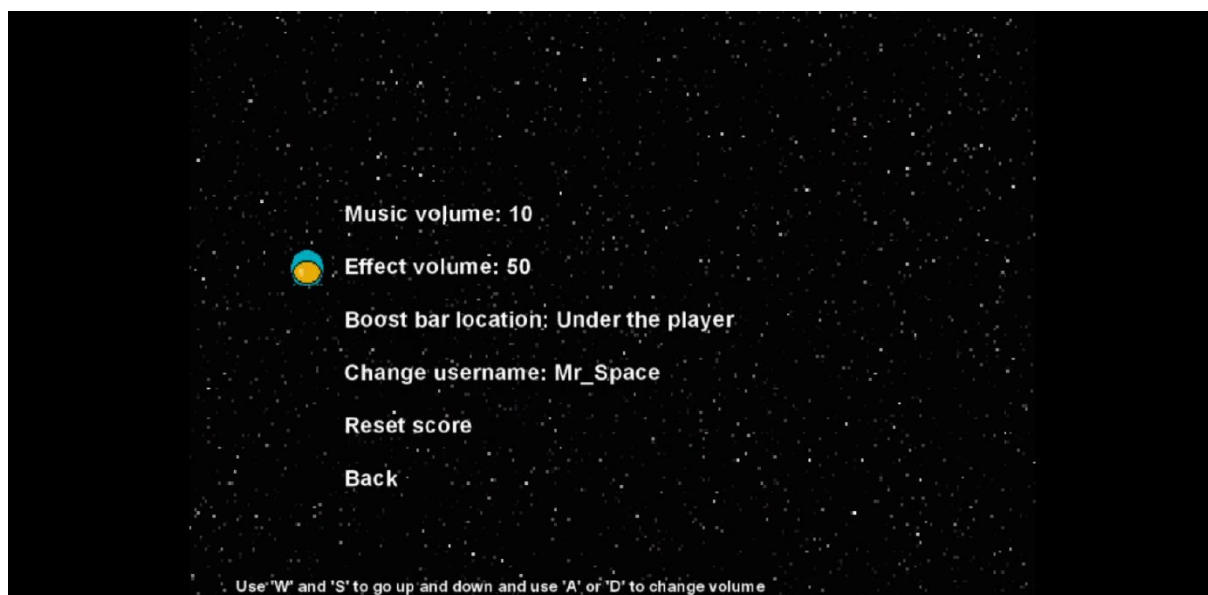 Music volume: 10
Effect volume: 50
Boost bar location: Under the player
Change username: Mr_Space
Reset score
Back
Use 'W' and 'S' to go up and down and use 'A' or 'D' to change volume